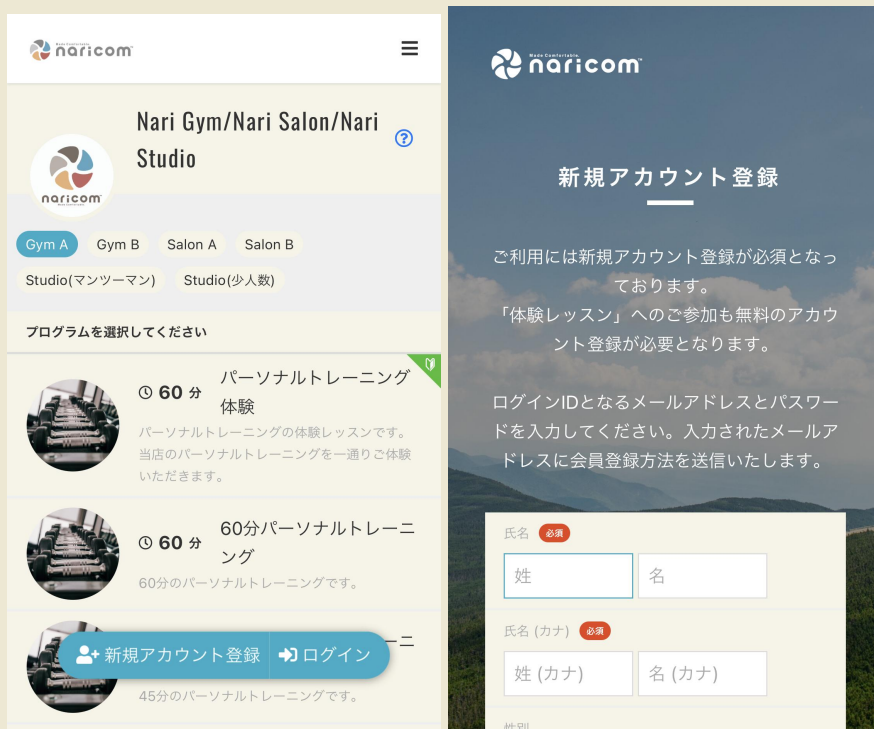 naricom
Nari Gym/Nari Salon/Nari
Studio
naricom
Gym A
Gym B
Salon A
Salon B
Studio(マンツーマン)
Studio(少人数)
プログラムを選択してください
60 分
パーソナルトレーニング
体験
パーソナルトレーニングの体験レッスンです。
当店のパーソナルトレーニングを一通りご体験
いただきます。
60 分
60分パーソナルトレーニ
ング
60分のパーソナルトレーニングです。
ーニ
新規アカウント登録
ログイン
45分のパーソナルトレーニングです。
Made Comfortable.
naricom
新規アカウント登録
ご利用には新規アカウント登録が必須となっ
ております。
「体験レッスン」へのご参加も無料のアカウ
ント登録が必要となります。
ログインIDとなるメールアドレスとパスワー
ドを入力してください。入力されたメールア
ドレスに会員登録方法を送信いたします。
氏名 必須
姓
名
氏名 (カナ) 必須
姓 (カナ)
名 (カナ)
性別